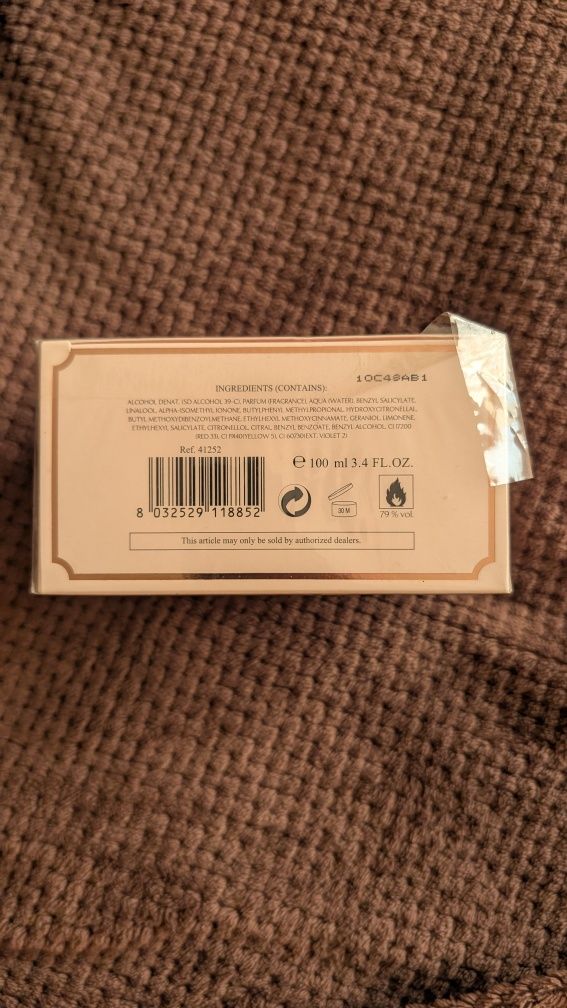 10C49AB1
INGREDIENTS (CONTAINS):
ALCOHOL DENAT. (SD ALCOHOL 39-C), PARFUM (FRAGRANCE), AQUA (WATER), BENZYL SALICYLATE,
LINALOOL, ALPHA-ISOMETHYL IONONE, BUTYLPHENYL METHYLPROPIONAL, HYDROXYCITRONELLAL,
BUTYL METHOXYDIBENZOYLMETHANE, ETHYLHEXYL METHOXYCINNAMATE, GERANIOL, LIMONENE,
ETHYLHEXYL SALICYLATE, CITRONELLOL, CITRAL, BENZYL BENZOATE, BENZYL ALCOHOL, CI 17200
(RED 33), CI 19140(YELLOW 5), CI 60730(EXT. VIOLET 2)
Ref. 41252
e 100 ml 3.4 FL.OZ.
8 032529 118852
30 M
79 % vol.
This article may only be sold by authorized dealers.